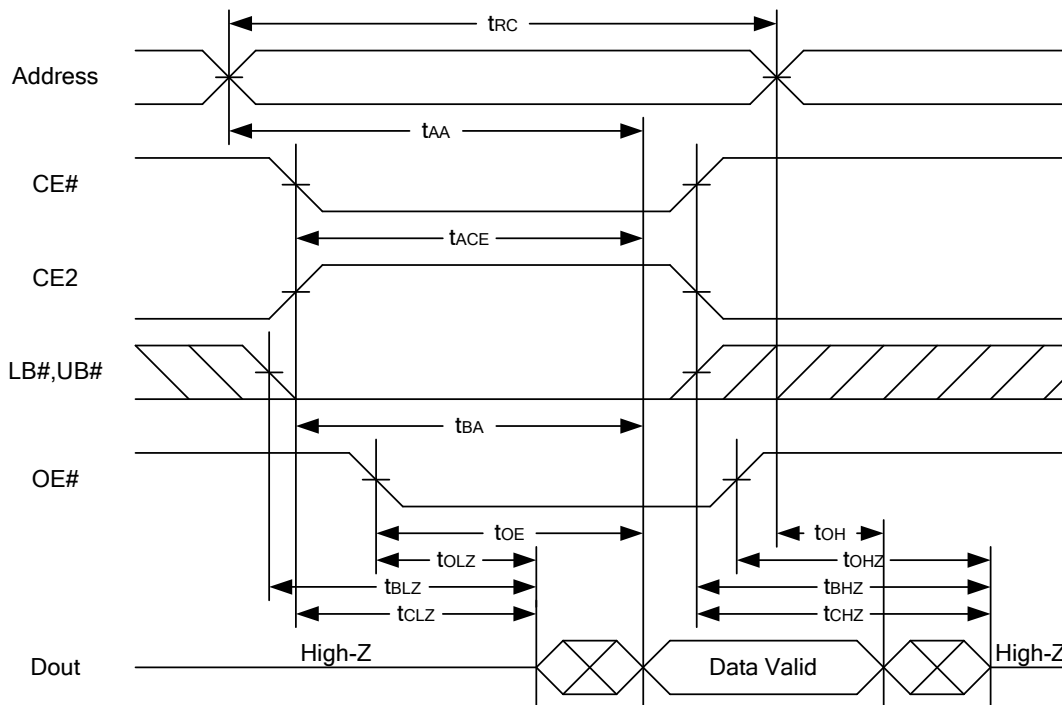 tRC
Address
tAA
CE#
tACE
CE2
LB#,UB#
tBA
OE#
tOE
tOH
tOLZ
tOHZ
tBLZ
tBHZ
tCLZ
tCHZ
Dout
High-Z
Data Valid
High-Z